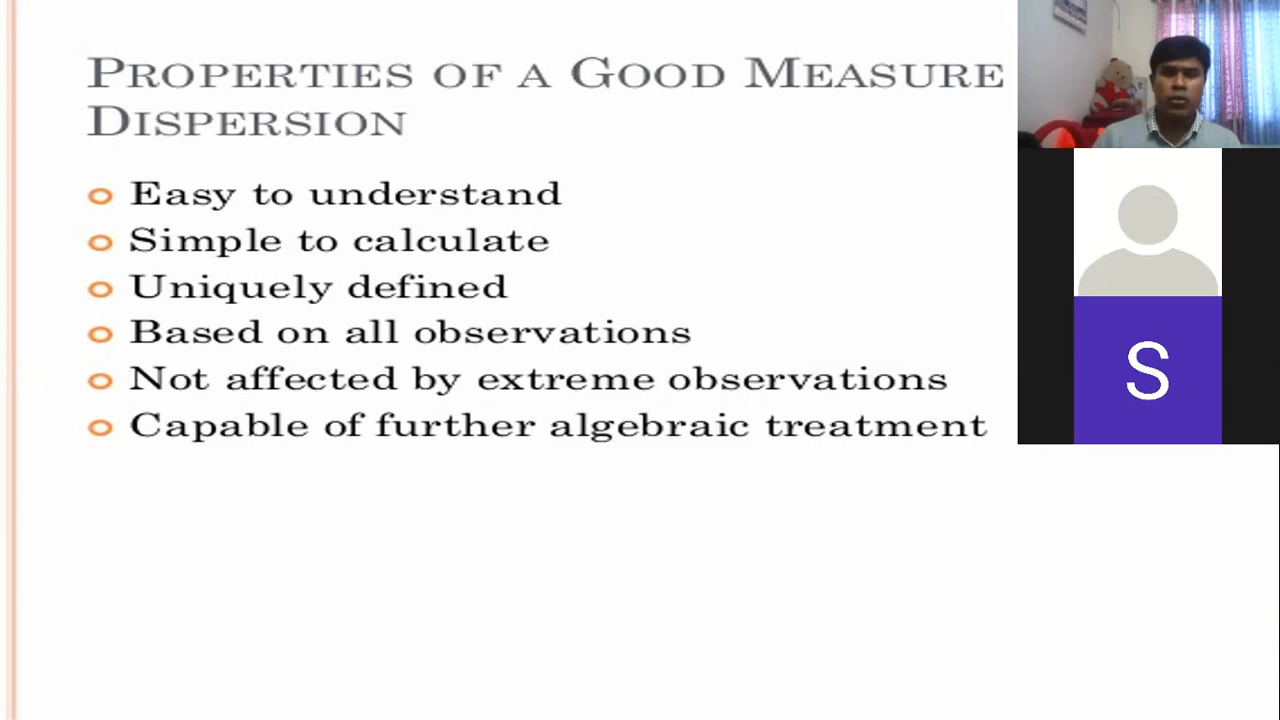 PROPERTIES OF A GOOD MEASURE
DISPERSION
Easy to understand
Simple to calculate
Uniquely defined
Based on all observations
Not affected by extreme observations
Capable of further algebraic treatment
S